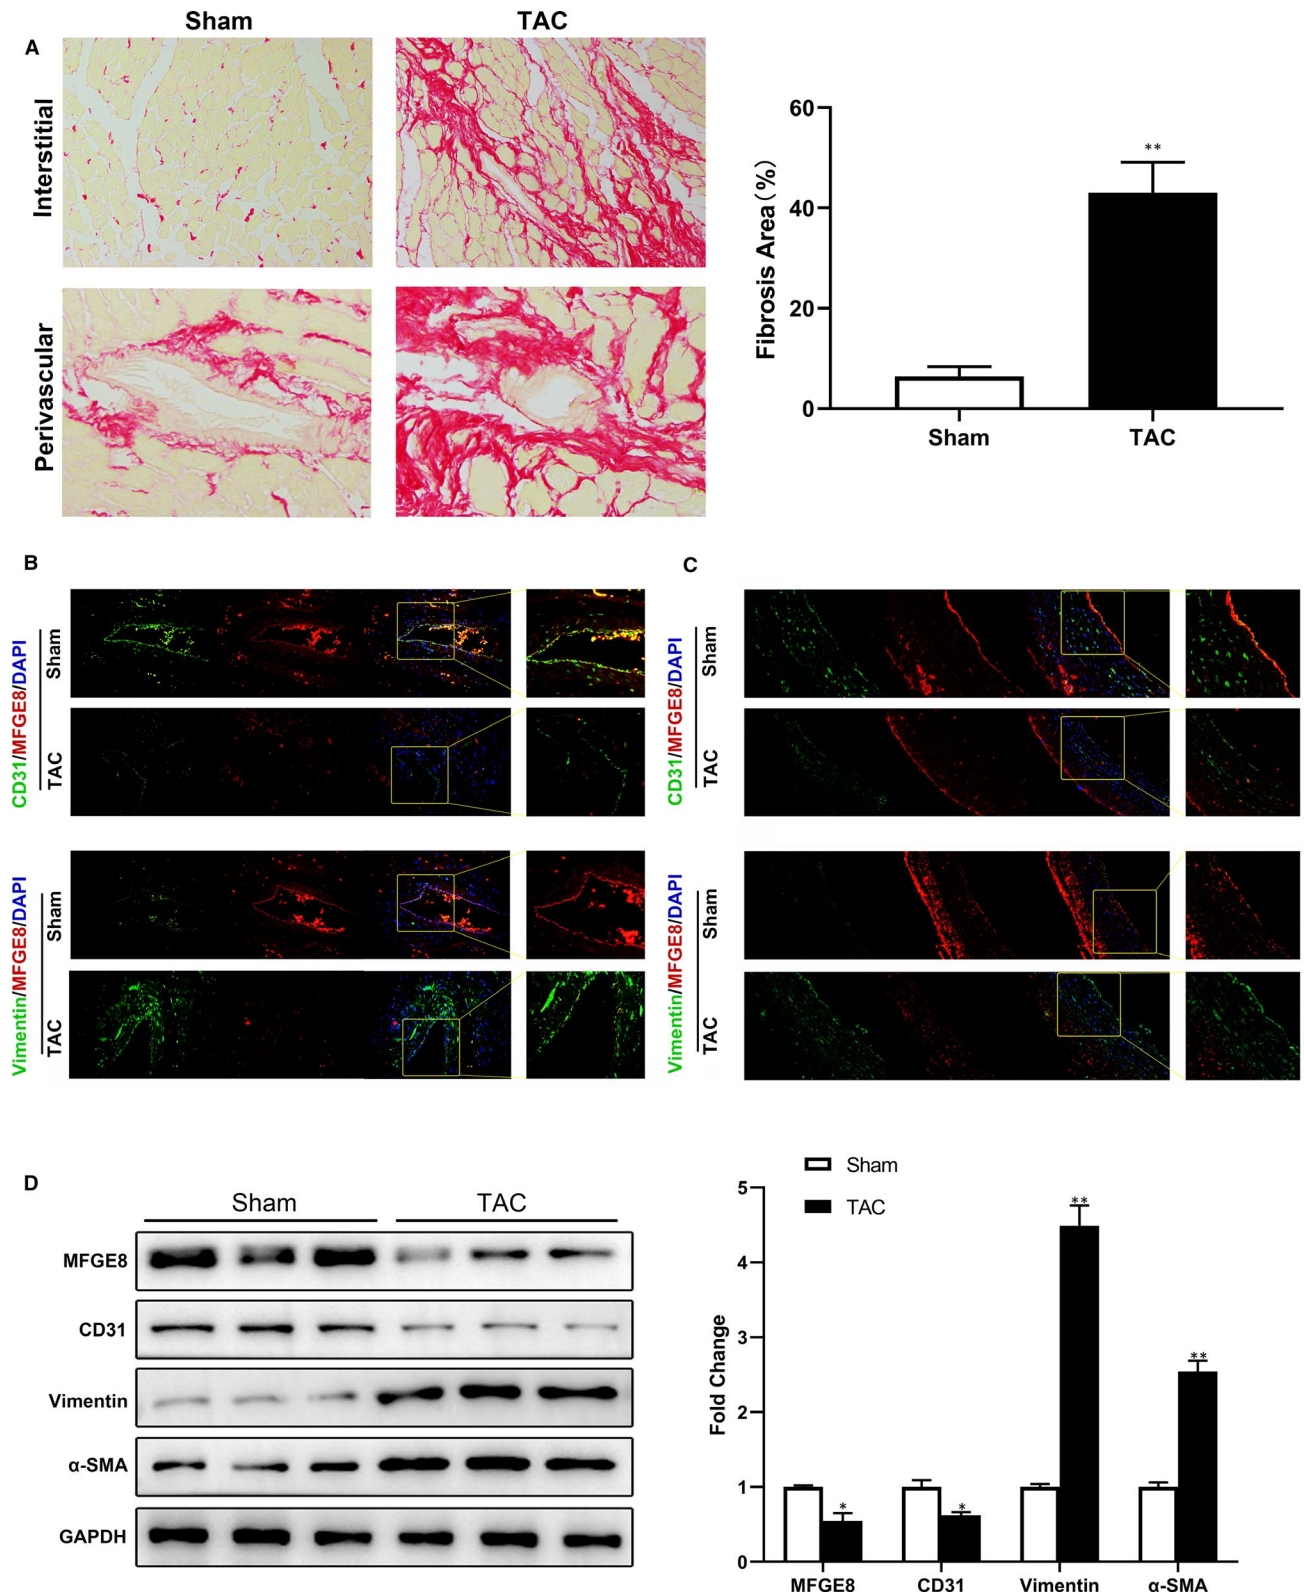 Sham
TAC
A
Interstitial
Perivascular
Fibrosis Area(%)
60
40
20
0
**
Sham
TAC
B
CD31/MFGE8/DAPI
Sham
TAC
Vimentin/MFGE8/DAPI
Sham
TAC
C
CD31/MFGE8/DAPI
Sham
TAC
Vimentin/MFGE8/DAPI
Sham
TAC
D
Sham
TAC
MFGE8
CD31
Vimentin
α-SMA
GAPDH
Sham
TAC
Fold Change
5
4
3
2
1
0
*
*
**
**
MFGE8
CD31
Vimentin
α-SMA